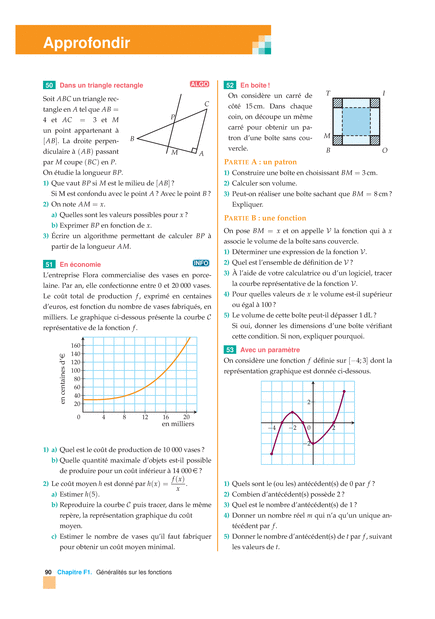 Approfondir
50 Dans un triangle rectangle ALGO
Soit ABC un triangle rec-
tangle en A tel que AB =
4 et AC = 3 et M
un point appartenant à
[AB]. La droite perpen-
diculaire à (AB) passant
par M coupe (BC) en P.
On étudie la longueur BP.
B
C
P
M
A
1) Que vaut BP si M est le milieu de [AB] ?
Si M est confondu avec le point A ? Avec le point B ?
2) On note AM = x.
a) Quelles sont les valeurs possibles pour x ?
b) Exprimer BP en fonction de x.
3) Écrire un algorithme permettant de calculer BP à
partir de la longueur AM.
51 En économie INFO
L'entreprise Flora commercialise des vases en porce-
laine. Par an, elle confectionne entre 0 et 20 000 vases.
Le coût total de production f, exprimé en centaines
d'euros, est fonction du nombre de vases fabriqués, en
milliers. Le graphique ci-dessous présente la courbe C
représentative de la fonction f.
en centaines d'€
160
140
120
100
80
60
40
20
0 4 8 12 16 20
en milliers
1) a) Quel est le coût de production de 10 000 vases ?
b) Quelle quantité maximale d'objets est-il possible
de produire pour un coût inférieur à 14 000 € ?
2) Le coût moyen h est donné par h(x) = f(x)/x.
a) Estimer h(5).
b) Reproduire la courbe C puis tracer, dans le même
repère, la représentation graphique du coût
moyen.
c) Estimer le nombre de vases qu'il faut fabriquer
pour obtenir un coût moyen minimal.
52 En boîte !
On considère un carré de
côté 15 cm. Dans chaque
coin, on découpe un même
carré pour obtenir un pa-
tron d'une boîte sans cou-
vercle.
T
I
M
B
O
PARTIE A : un patron
1) Construire une boîte en choisissant BM = 3 cm.
2) Calculer son volume.
3) Peut-on réaliser une boîte sachant que BM = 8 cm ?
Expliquer.
PARTIE B : une fonction
On pose BM = x et on appelle V la fonction qui à x
associe le volume de la boîte sans couvercle.
1) Déterminer une expression de la fonction V.
2) Quel est l'ensemble de définition de V ?
3) À l'aide de votre calculatrice ou d'un logiciel, tracer
la courbe représentative de la fonction V.
4) Pour quelles valeurs de x le volume est-il supérieur
ou égal à 100 ?
5) Le volume de cette boîte peut-il dépasser 1 dL ?
Si oui, donner les dimensions d'une boîte vérifiant
cette condition. Si non, expliquer pourquoi.
53 Avec un paramètre
On considère une fonction f définie sur [−4; 3] dont la
représentation graphique est donnée ci-dessous.
2
−4 −2 0 2
1) Quels sont le (ou les) antécédent(s) de 0 par f ?
2) Combien d'antécédent(s) possède 2 ?
3) Quel est le nombre d'antécédent(s) de 1 ?
4) Donner un nombre réel m qui n'a qu'un unique an-
técédent par f.
5) Donner le nombre d'antécédent(s) de t par f, suivant
les valeurs de t.
90 Chapitre F1. Généralités sur les fonctions